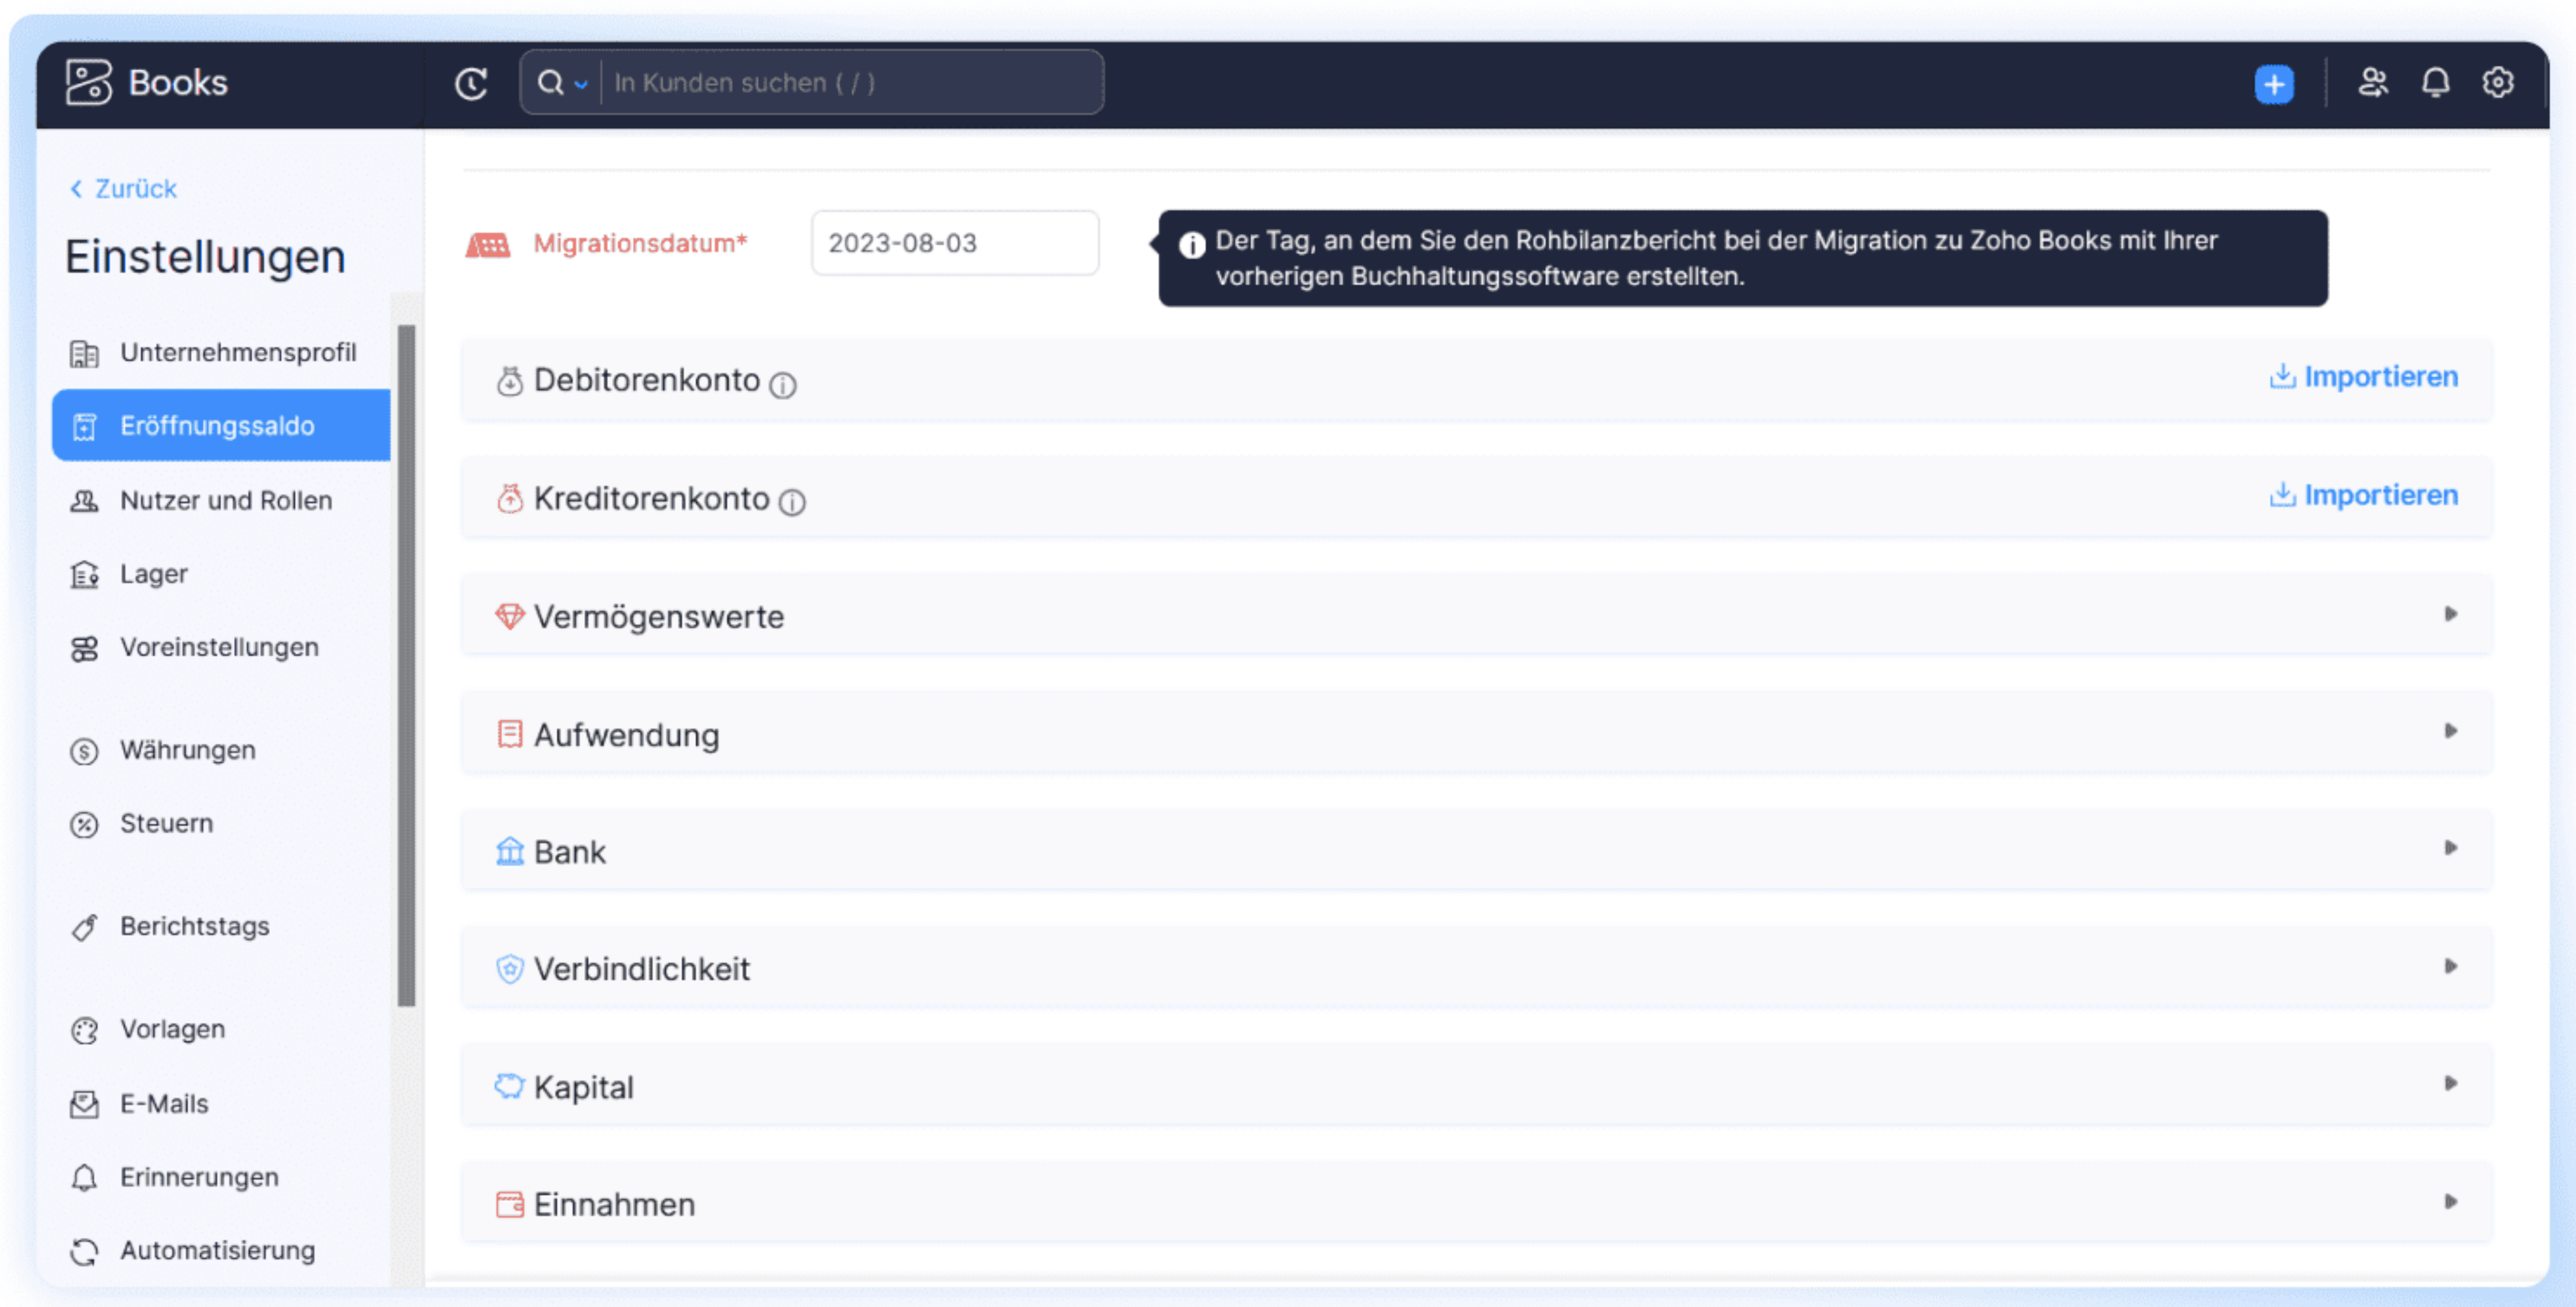 Books
In Kunden suchen ( / )
Zurück
Einstellungen
Unternehmensprofil
Eröffnungssaldo
Nutzer und Rollen
Lager
Voreinstellungen
Währungen
Steuern
Berichtstags
Vorlagen
E-Mails
Erinnerungen
Automatisierung
Migrationsdatum*
2023-08-03
Der Tag, an dem Sie den Rohbilanzbericht bei der Migration zu Zoho Books mit Ihrer
vorherigen Buchhaltungssoftware erstellten.
Debitorenkonto
Importieren
Kreditorenkonto
Importieren
Vermögenswerte
Aufwendung
Bank
Verbindlichkeit
Kapital
Einnahmen